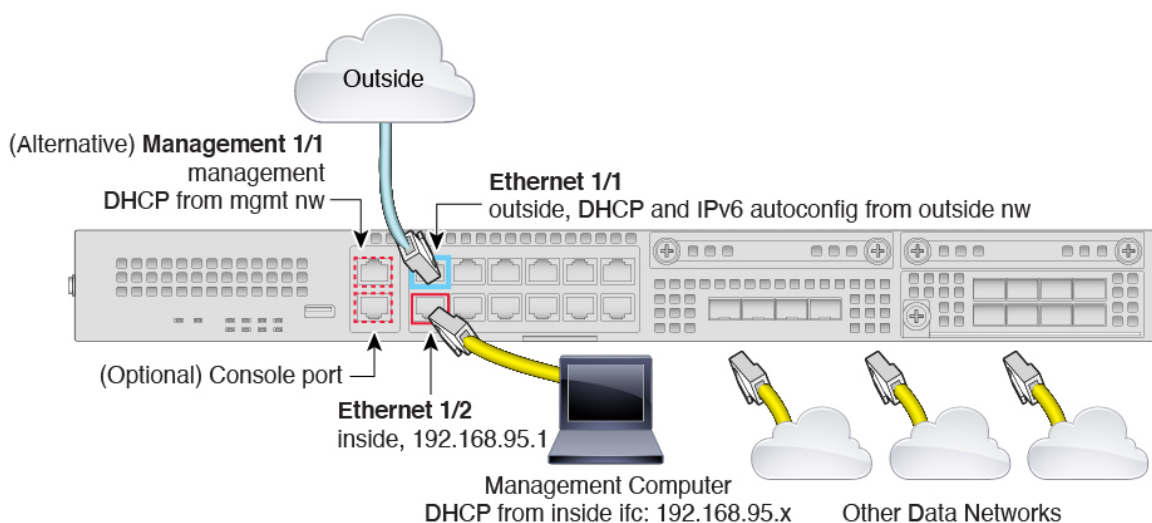 Outside
(Alternative) Management 1/1
management
DHCP from mgmt nw
Ethernet 1/1
outside, DHCP and IPv6 autoconfig from outside nw
(Optional) Console port
Ethernet 1/2
inside, 192.168.95.1
Management Computer
DHCP from inside ifc: 192.168.95.x
Other Data Networks